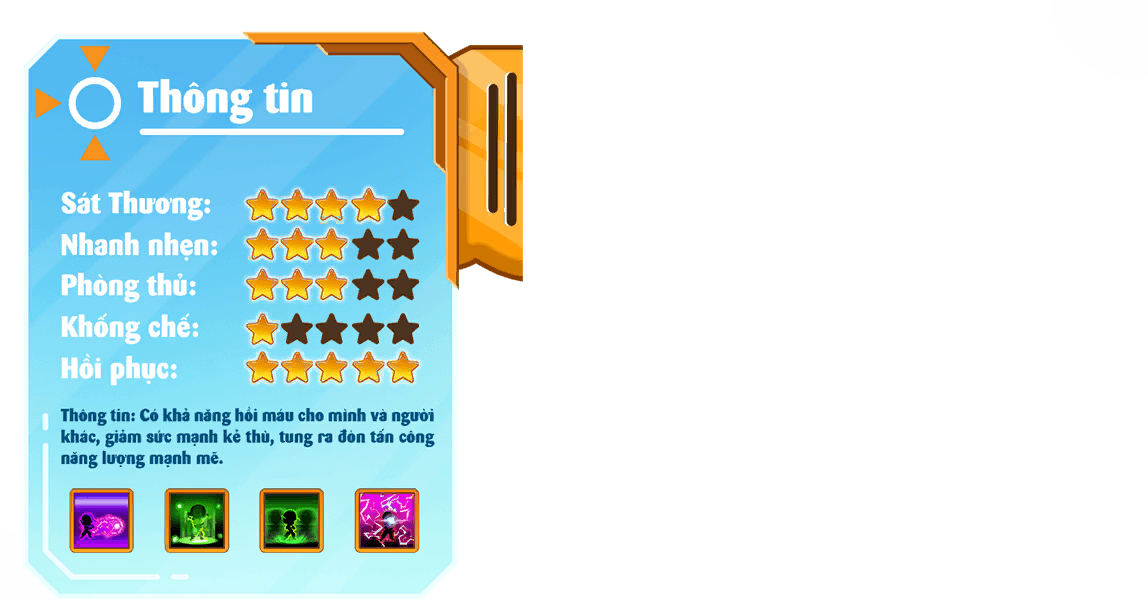 Thông tin
Sát Thương:
Nhanh nhẹn:
Phòng thủ:
Khống chế:
Hồi phục:
Thông tin: Có khả năng hồi máu cho mình và người
khác, giảm sức mạnh kẻ thù, tung ra đòn tấn công
năng lượng mạnh mẽ.